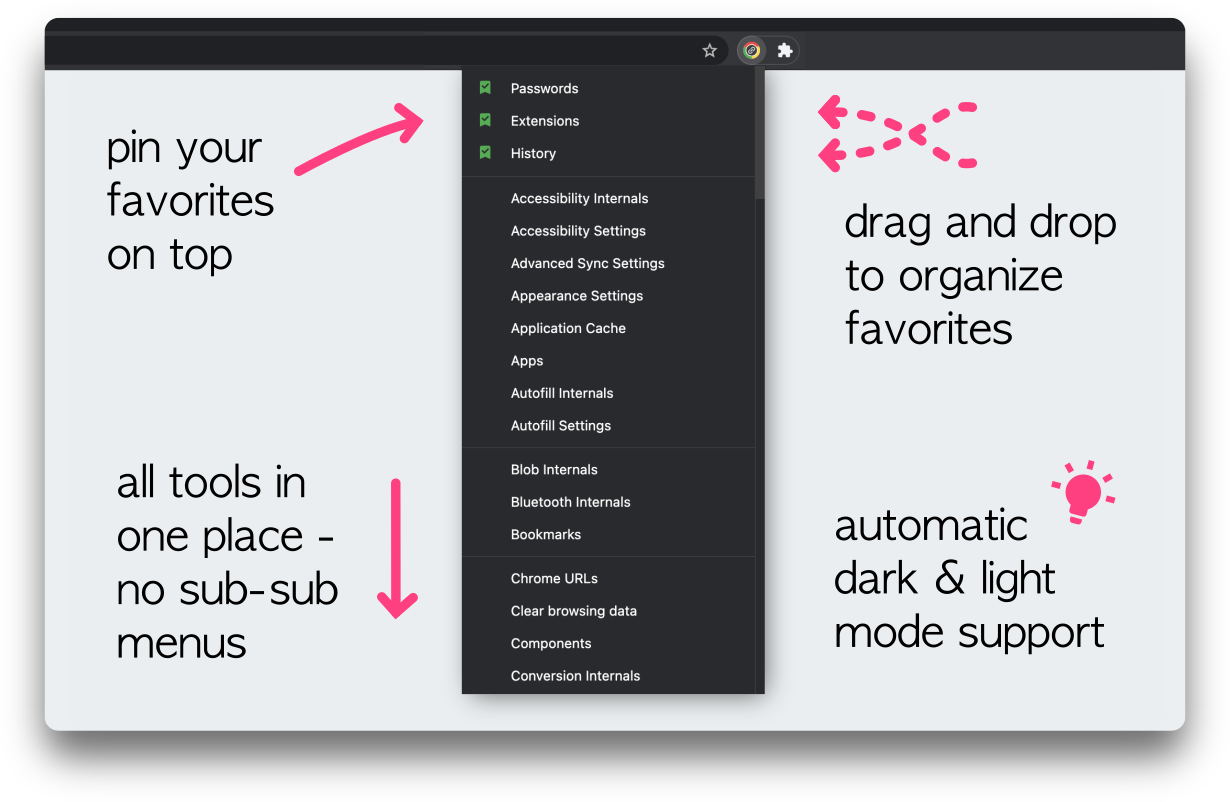 pin your
favorites
on top
all tools in
one place -
no sub-sub
menus
Passwords
Extensions
History
Accessibility Internals
Accessibility Settings
Advanced Sync Settings
Appearance Settings
Application Cache
Apps
Autofill Internals
Autofill Settings
Blob Internals
Bluetooth Internals
Bookmarks
Chrome URLs
Clear browsing data
Components
Conversion Internals
drag and drop
to organize
favorites
automatic
dark & light
mode support